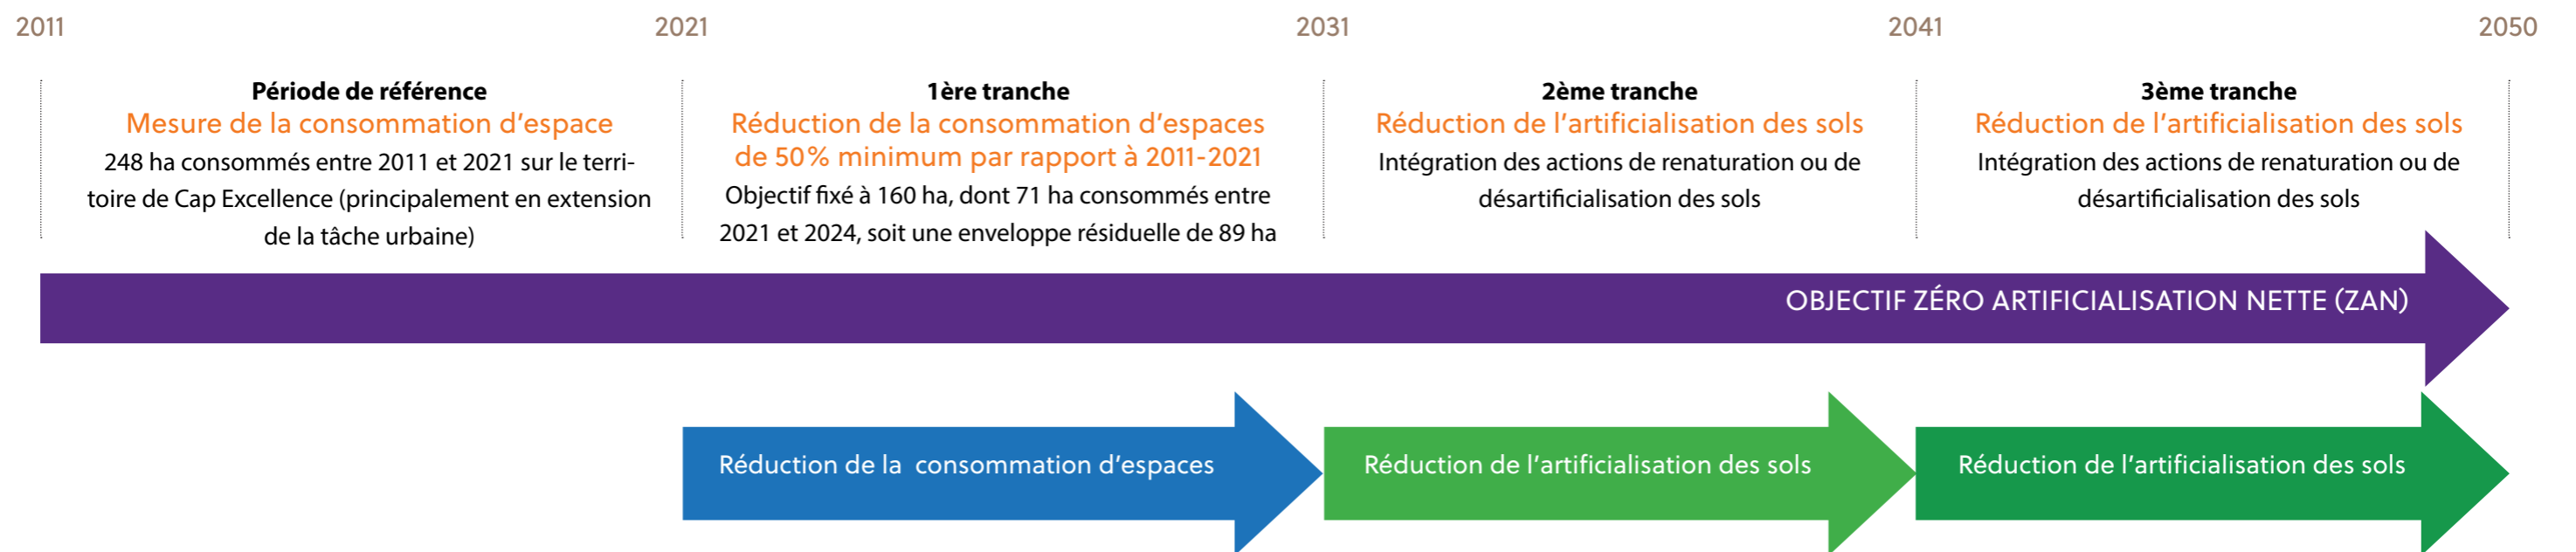 2011
2021
2031
2041
2050
Période de référence
Mesure de la consommation d’espace
248 ha consommés entre 2011 et 2021 sur le terri-
toire de Cap Excellence (principalement en extension
de la tâche urbaine)
1ère tranche
Réduction de la consommation d’espaces
de 50% minimum par rapport à 2011-2021
Objectif fixé à 160 ha, dont 71 ha consommés entre
2021 et 2024, soit une enveloppe résiduelle de 89 ha
2ème tranche
Réduction de l’artificialisation des sols
Intégration des actions de renaturation ou de
désartificialisation des sols
3ème tranche
Réduction de l’artificialisation des sols
Intégration des actions de renaturation ou de
désartificialisation des sols
OBJECTIF ZÉRO ARTIFICIALISATION NETTE (ZAN)
Réduction de la consommation d’espaces
Réduction de l’artificialisation des sols
Réduction de l’artificialisation des sols